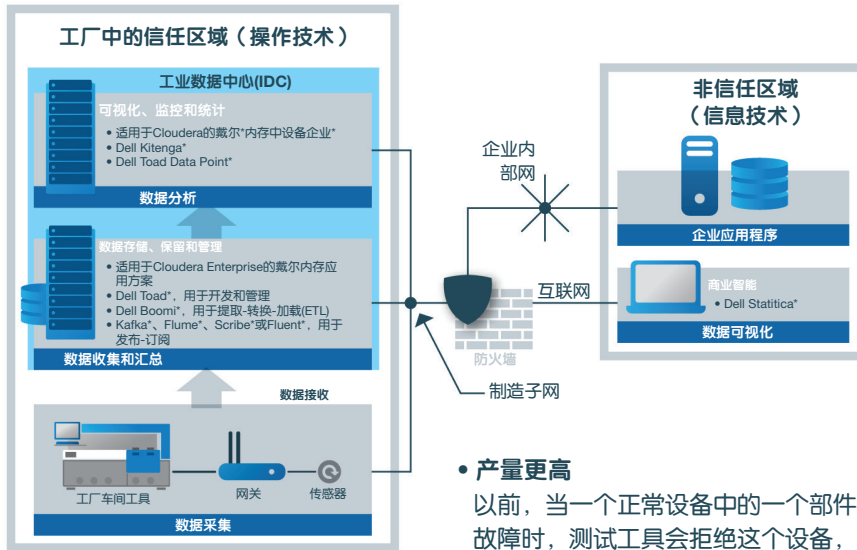 工厂中的信任区域（操作技术）
工业数据中心(IDC)
可视化、监控和统计
• 适用于Cloudera的戴尔*内存中设备企业*
• Dell Kitenga*
• Dell Toad Data Point*
数据分析
数据存储、保留和管理
• 适用于Cloudera Enterprise的戴尔内存应
用方案
• Dell Toad*，用于开发和管理
• Dell Boomi*，用于提取-转换-加载(ETL)
• Kafka*、Flume*、Scribe*或Fluent*，用于
发布-订阅
数据收集和汇总
数据接收
工厂车间工具
网关
传感器
数据采集
企业内
部网
互联网
防火墙
制造子网
非信任区域
（信息技术）
企业应用程序
商业智能
• Dell Statitica*
数据可视化
• 产量更高
以前，当一个正常设备中的一个部件
故障时，测试工具会拒绝这个设备，